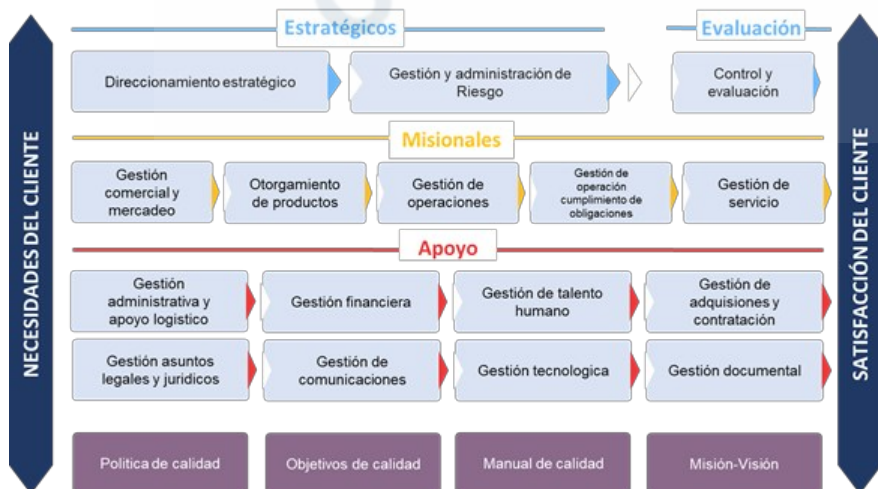 Estratégicos
Evaluación
Direccionamiento estratégico
Gestión y administración de
Riesgo
Control y
evaluación
Misionales
Gestión
comercial y
mercadeo
Otorgamiento
de productos
Gestión de
operaciones
Gestión de
operación
cumplimiento de
obligaciones
Gestión de
servicio
Apoyo
Gestión
administrativa y
apoyo logístico
Gestión financiera
Gestión de talento
humano
Gestión de
adquisiones y
contratación
Gestión asuntos
legales y juridicos
Gestión de
comunicaciones
Gestión tecnologica
Gestión documental
Politica de calidad
Objetivos de calidad
Manual de calidad
Misión-Visión
NECESIDADES DEL CLIENTE
SATISFACCIÓN DEL CLIENTE